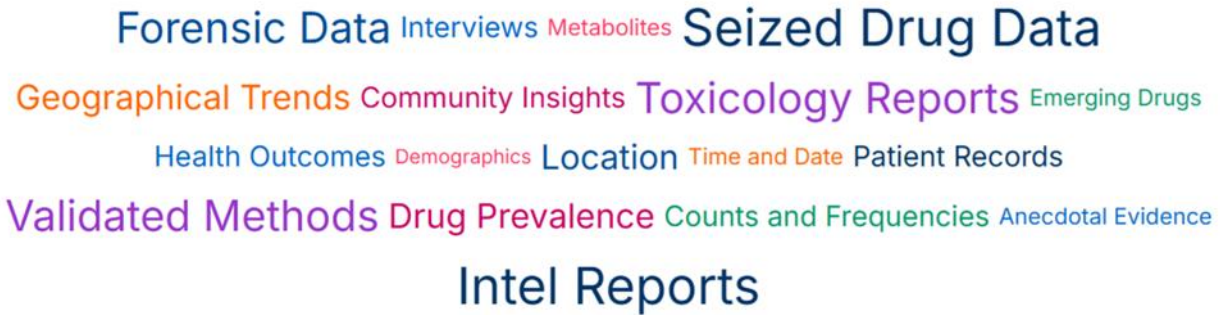 Forensic Data Interviews Metabolites Seized Drug Data
Geographical Trends Community Insights Toxicology Reports Emerging Drugs
Health Outcomes Demographics Location Time and Date Patient Records
Validated Methods Drug Prevalence Counts and Frequencies Anecdotal Evidence
Intel Reports